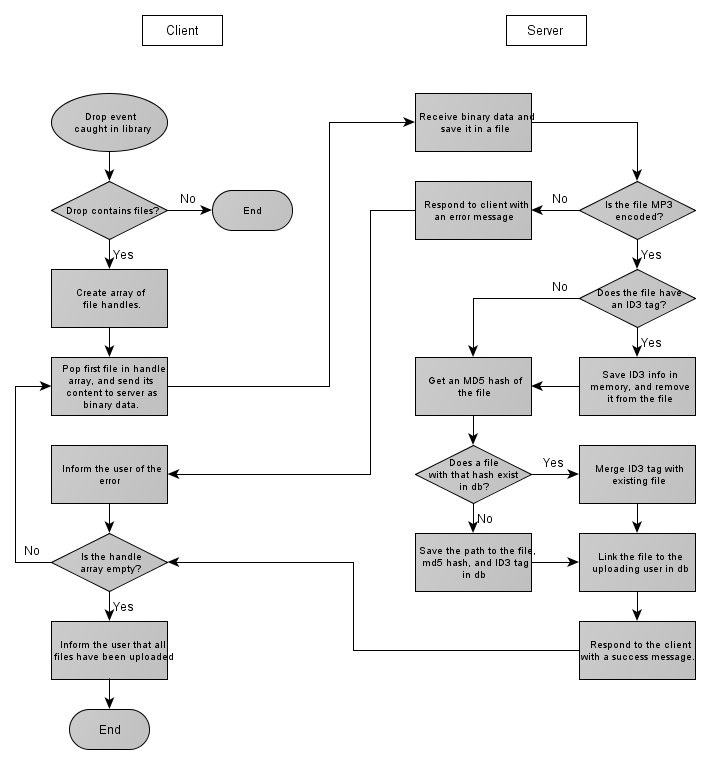 Client
Server
Drop event
caught in library
Drop contains files?
No
End
Yes
Create array of
file handles.
Pop first file in handle
array, and send its
content to server as
binary data.
Inform the user of the
error
Is the handle
array empty?
No
Yes
Inform the user that all
files have been uploaded
End
Receive binary data and
save it in a file
Is the file MP3
encoded?
No
Respond to client with
an error message
Yes
Does the file have
an ID3 tag?
No
Yes
Save ID3 info in
memory, and remove
it from the file
Get an MD5 hash of
the file
Does a file
with that hash exist
in db?
Yes
Merge ID3 tag with
existing file
No
Save the path to the file,
md5 hash, and ID3 tag
in db
Link the file to the
uploading user in db
Respond to the client
with a success message.